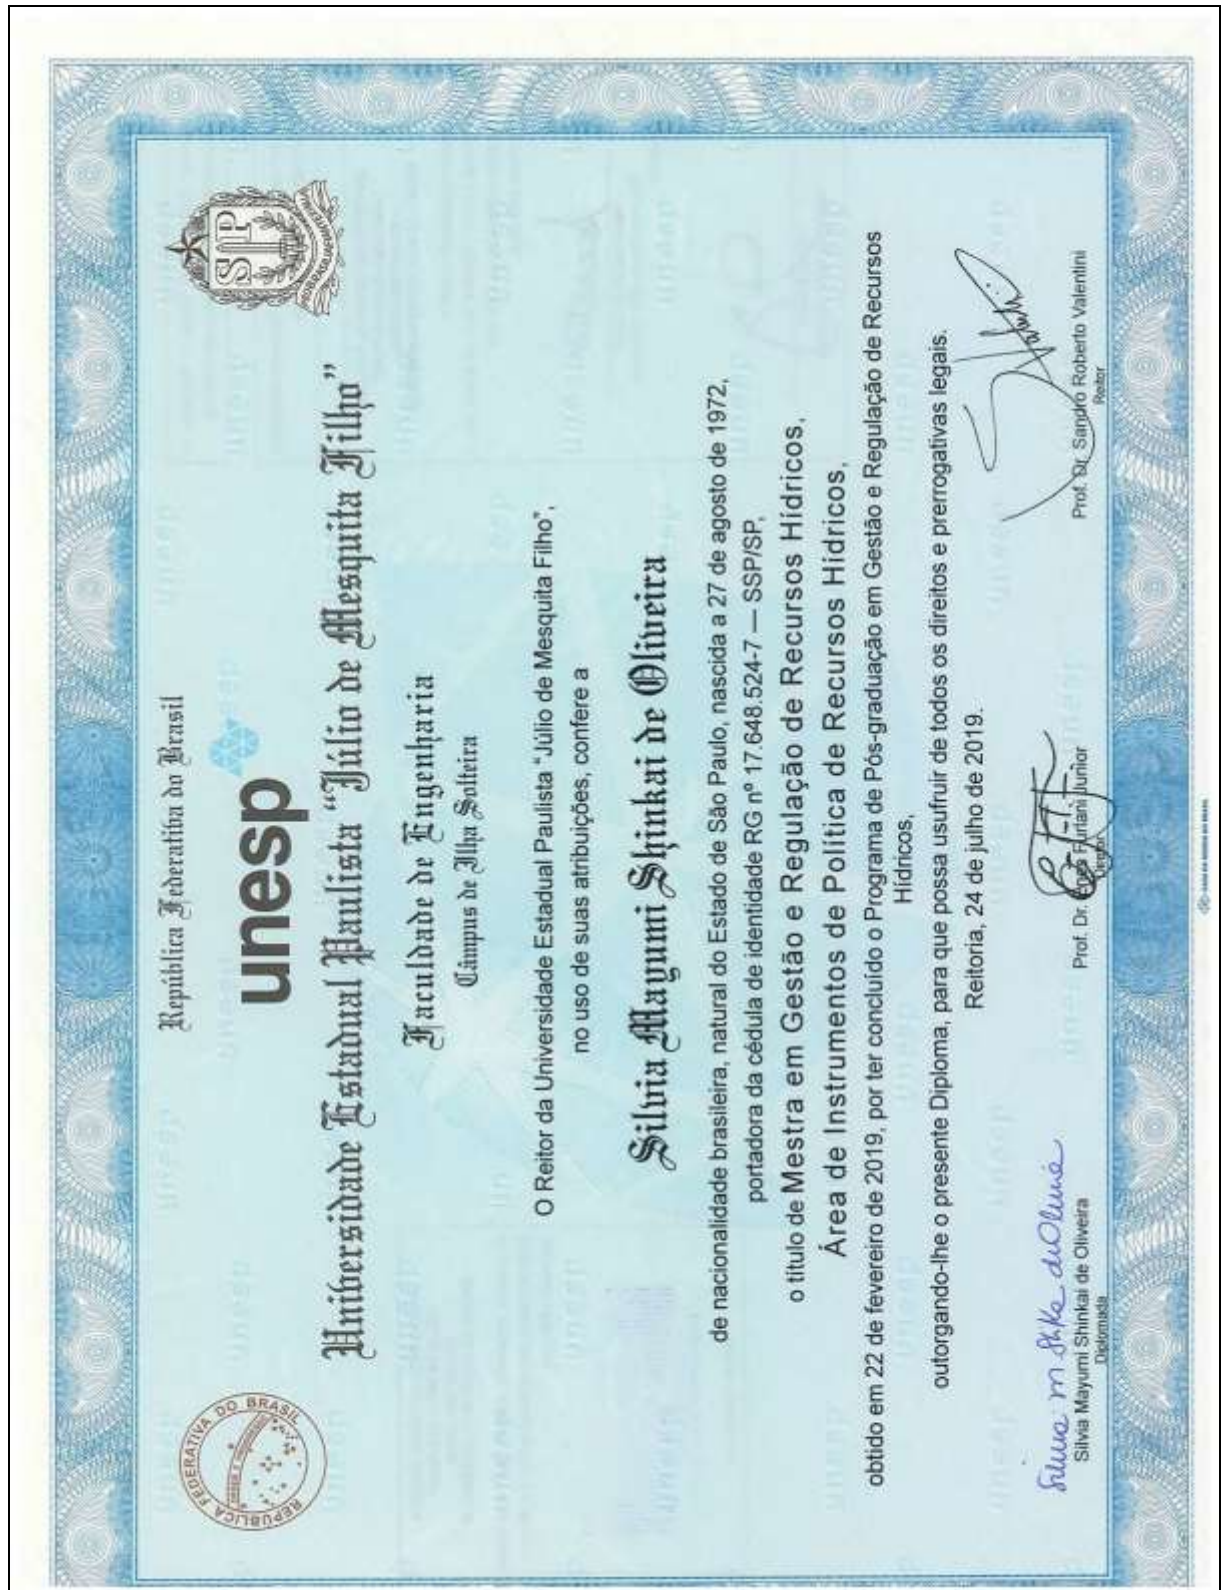 República Federativa do Brasil
unesp
Universidade Estadual Paulista “Júlio de Mesquita Filho”
Faculdade de Engenharia
Câmpus de Ilha Solteira
O Reitor da Universidade Estadual Paulista “Júlio de Mesquita Filho”,
no uso de suas atribuições, confere a
Silvia Mayumi Shinkai de Oliveira
de nacionalidade brasileira, natural do Estado de São Paulo, nascida a 27 de agosto de 1972,
portadora da cédula de identidade RG nº 17.648.524-7 — SSP/SP,
o título de Mestra em Gestão e Regulação de Recursos Hídricos,
Área de Instrumentos de Política de Recursos Hídricos,
obtido em 22 de fevereiro de 2019, por ter concluído o Programa de Pós-graduação em Gestão e Regulação de Recursos
Hídricos,
outorgando-lhe o presente Diploma, para que possa usufruir de todos os direitos e prerrogativas legais.
Reitoria, 24 de julho de 2019.
Silvia Mayumi Shinkai de Oliveira
Diplomada
Prof. Dr. Enes Furlani Junior
Diretor
Prof. Dr. Sandro Roberto Valentini
Reitor
REPÚBLICA FEDERATIVA DO BRASIL
SP